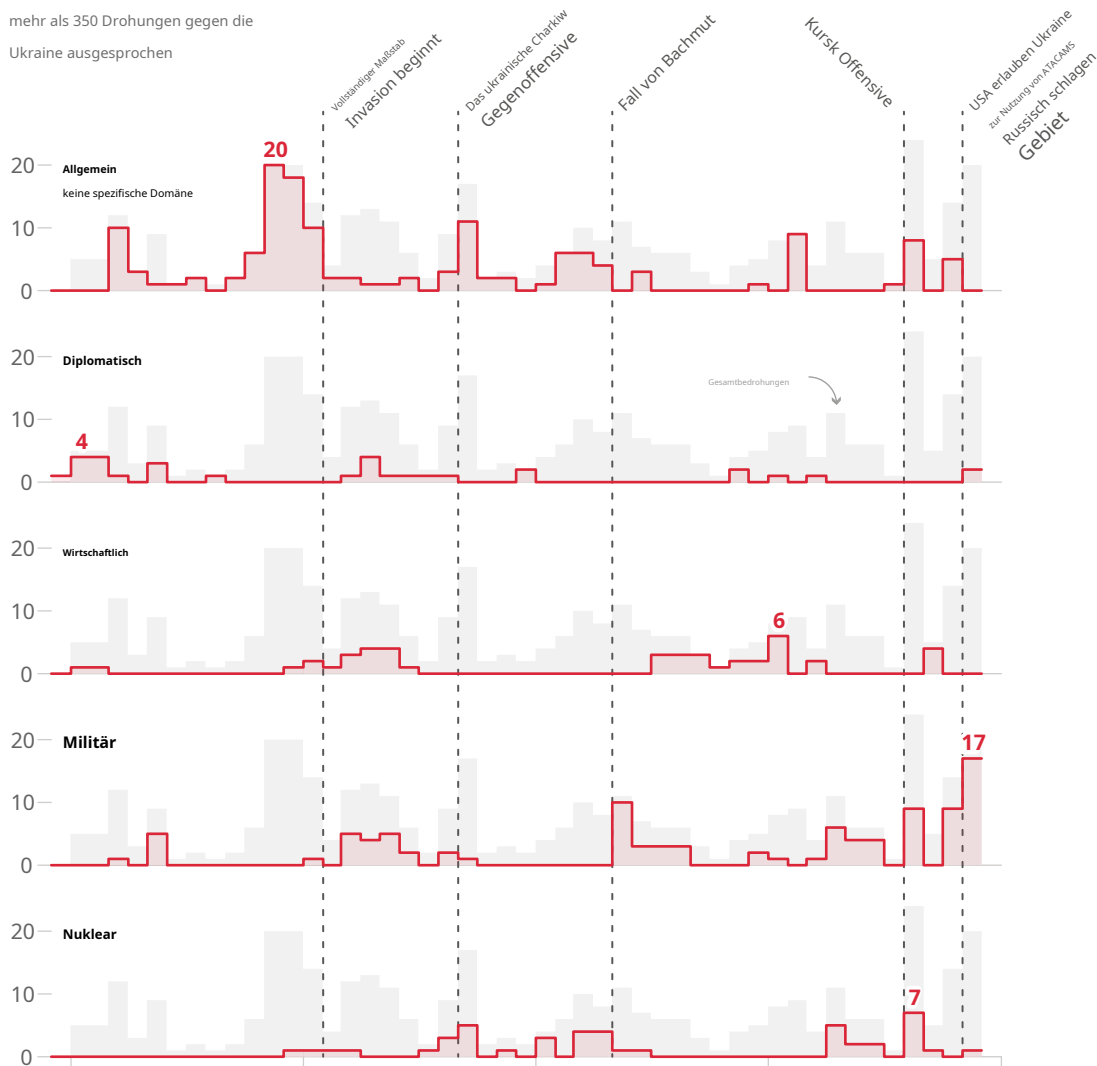 mehr als 350 Drohungen gegen die
Ukraine ausgesprochen
Vollständiger Maßstab
Invasion beginnt
Das ukrainische Charkiw
Gegenoffensive
Fall von Bachmut
Kursk Offensive
USA erlauben Ukraine
zur Nutzung von ATACAMS
Russisch schlagen
Gebiet
20
Allgemein
keine spezifische Domäne
20
10
0
Diplomatisch
Gesamtbedrohungen
4
20
10
0
Wirtschaftlich
6
20
10
0
Militär
17
20
10
0
Nuklear
7
20
10
0